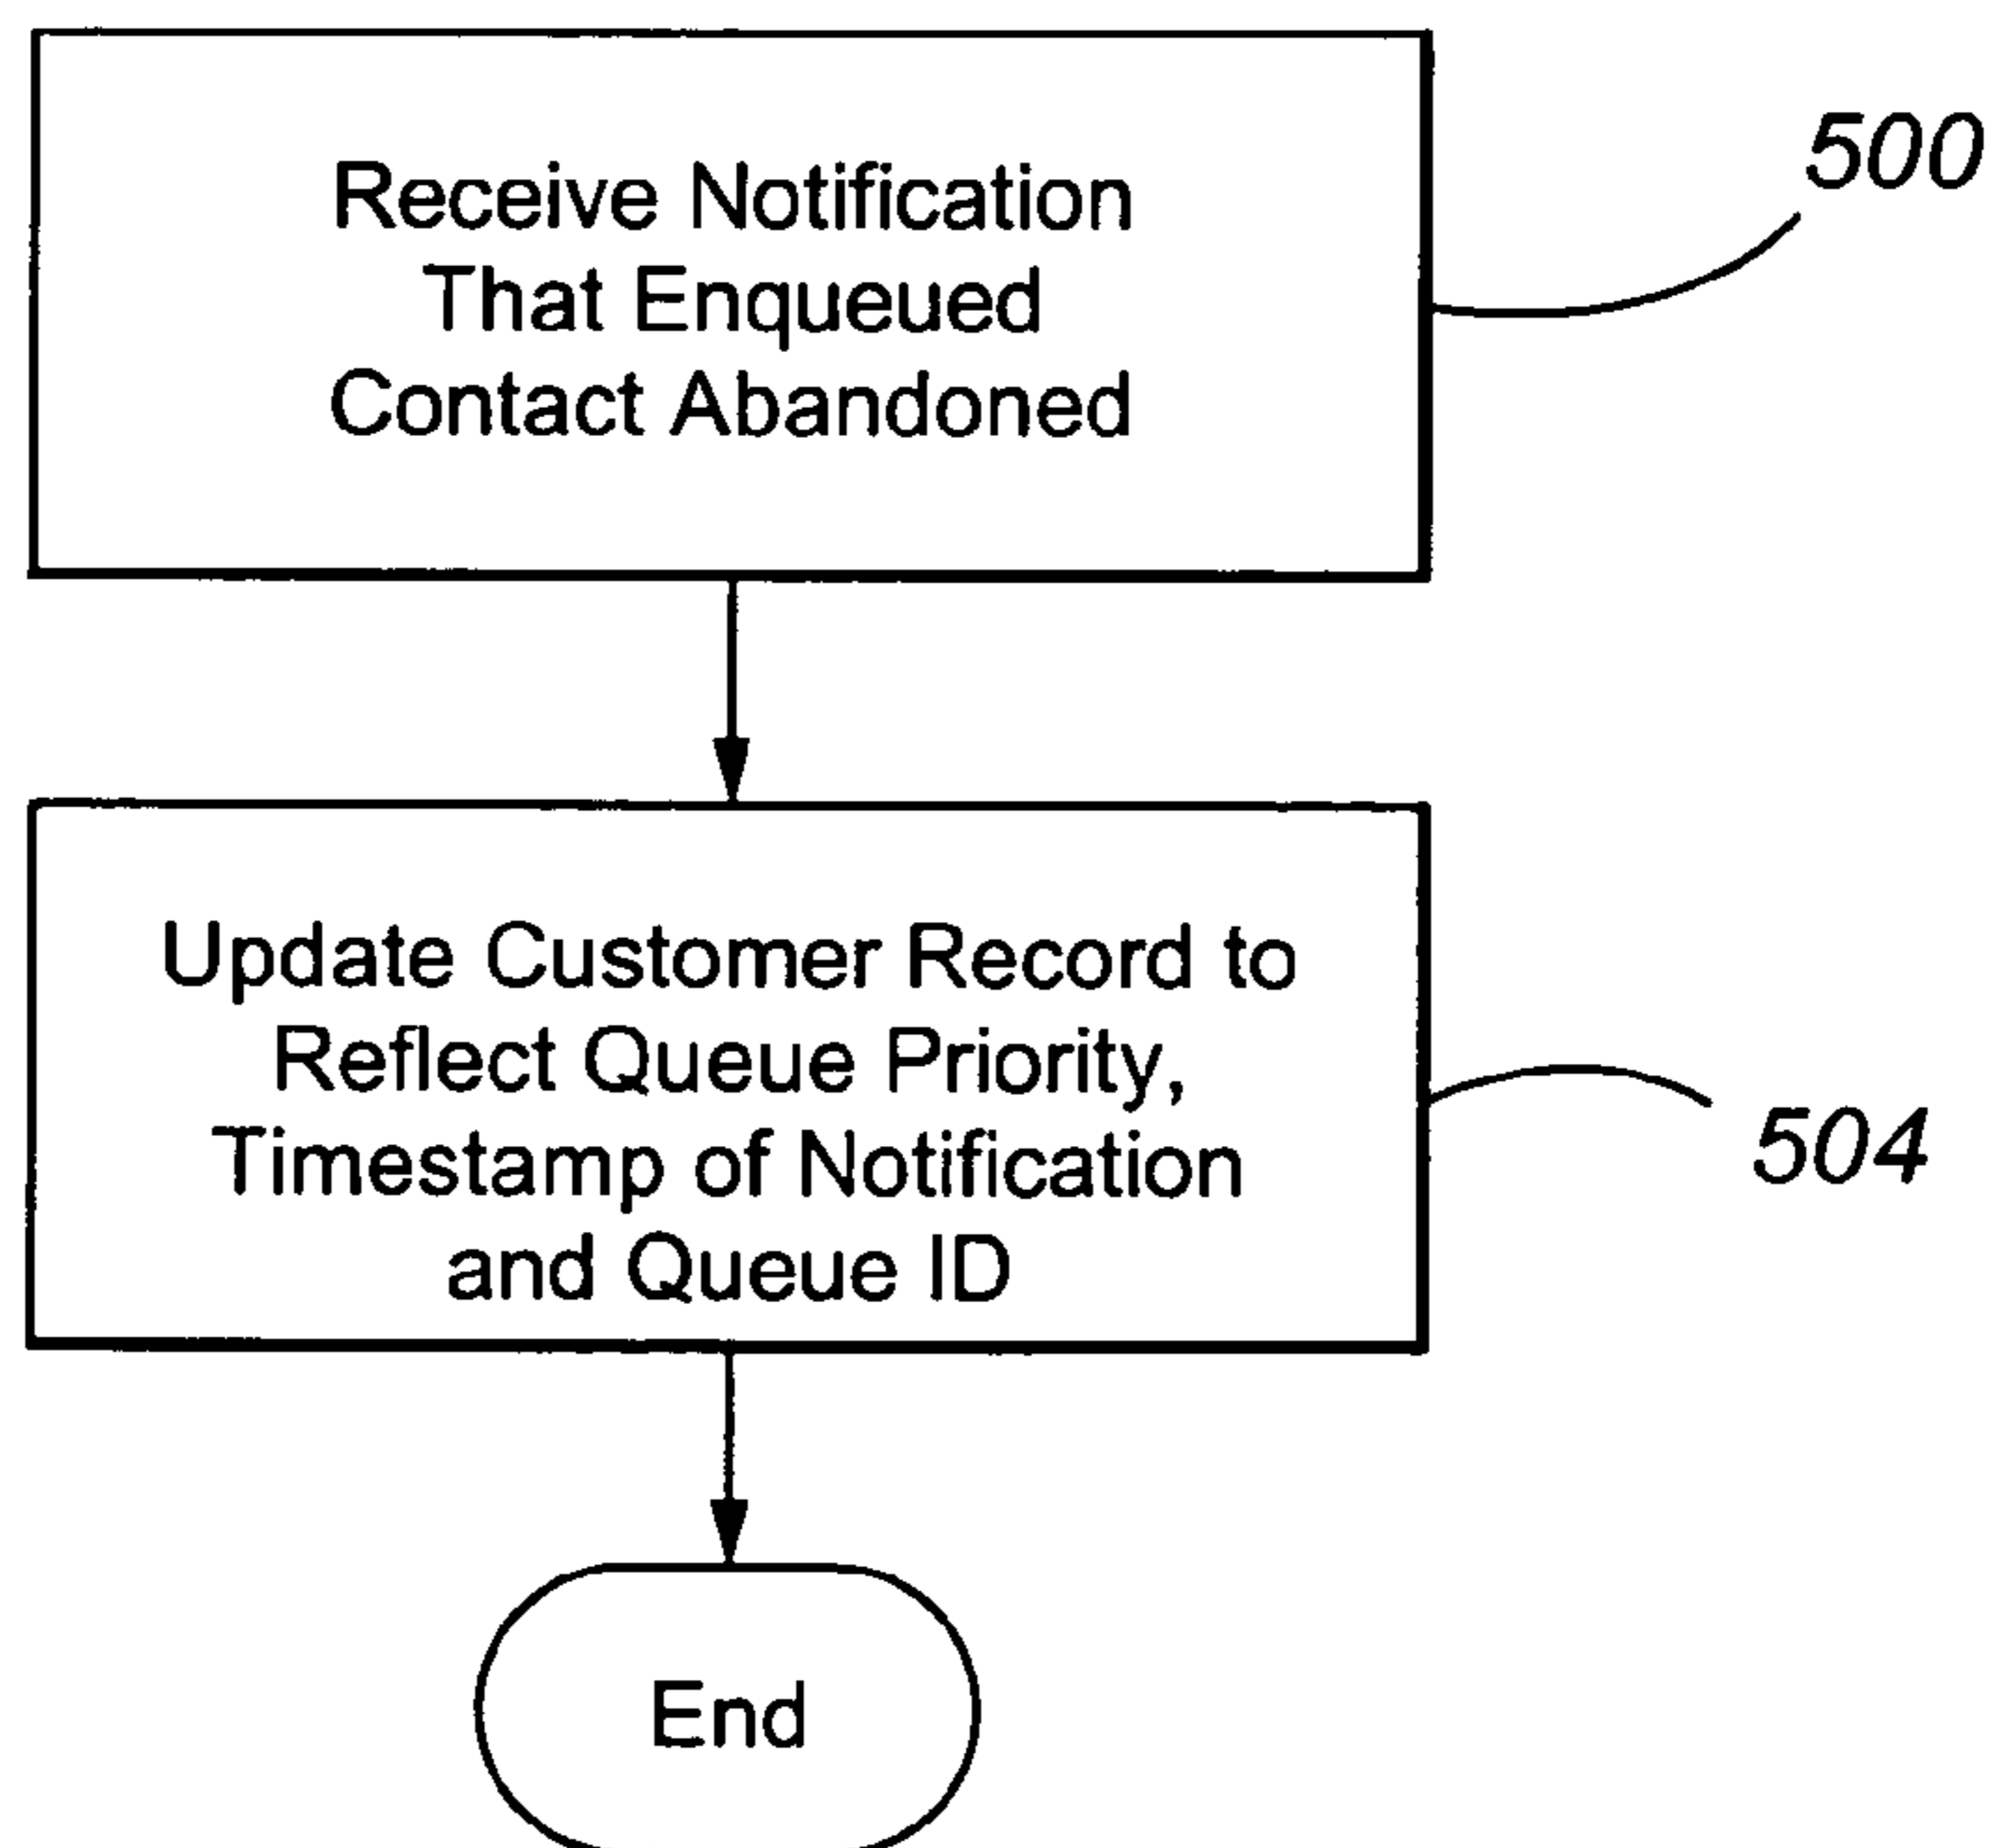 Receive Notification
That Enqueued
Contact Abandoned
500
Update Customer Record to
Reflect Queue Priority,
Timestamp of Notification
and Queue ID
504
End